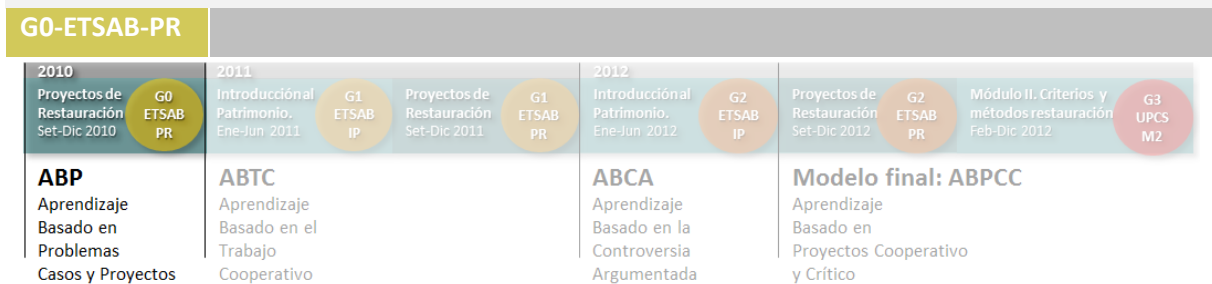 G0-ETSAB-PR
2010
Proyectos de
Restauración
Set-Dic 2010
G0
ETSAB
PR
2011
Introducción al
Patrimonio.
Ene-Jun 2011
G1
ETSAB
IP
Proyectos de
Restauración
Set-Dic 2011
G1
ETSAB
PR
2012
Introducción al
Patrimonio.
Ene-Jun 2012
G2
ETSAB
IP
Proyectos de
Restauración
Set-Dic 2012
G2
ETSAB
PR
Módulo II. Criterios y
métodos restauración
Feb-Dic 2012
G3
UPCS
M2
ABP
Aprendizaje
Basado en
Problemas
Casos y Proyectos
ABTC
Aprendizaje
Basado en el
Trabajo
Cooperativo
ABCA
Aprendizaje
Basado en la
Controversia
Argumentada
Modelo final: ABPCC
Aprendizaje
Basado en
Proyectos Cooperativo
y Crítico